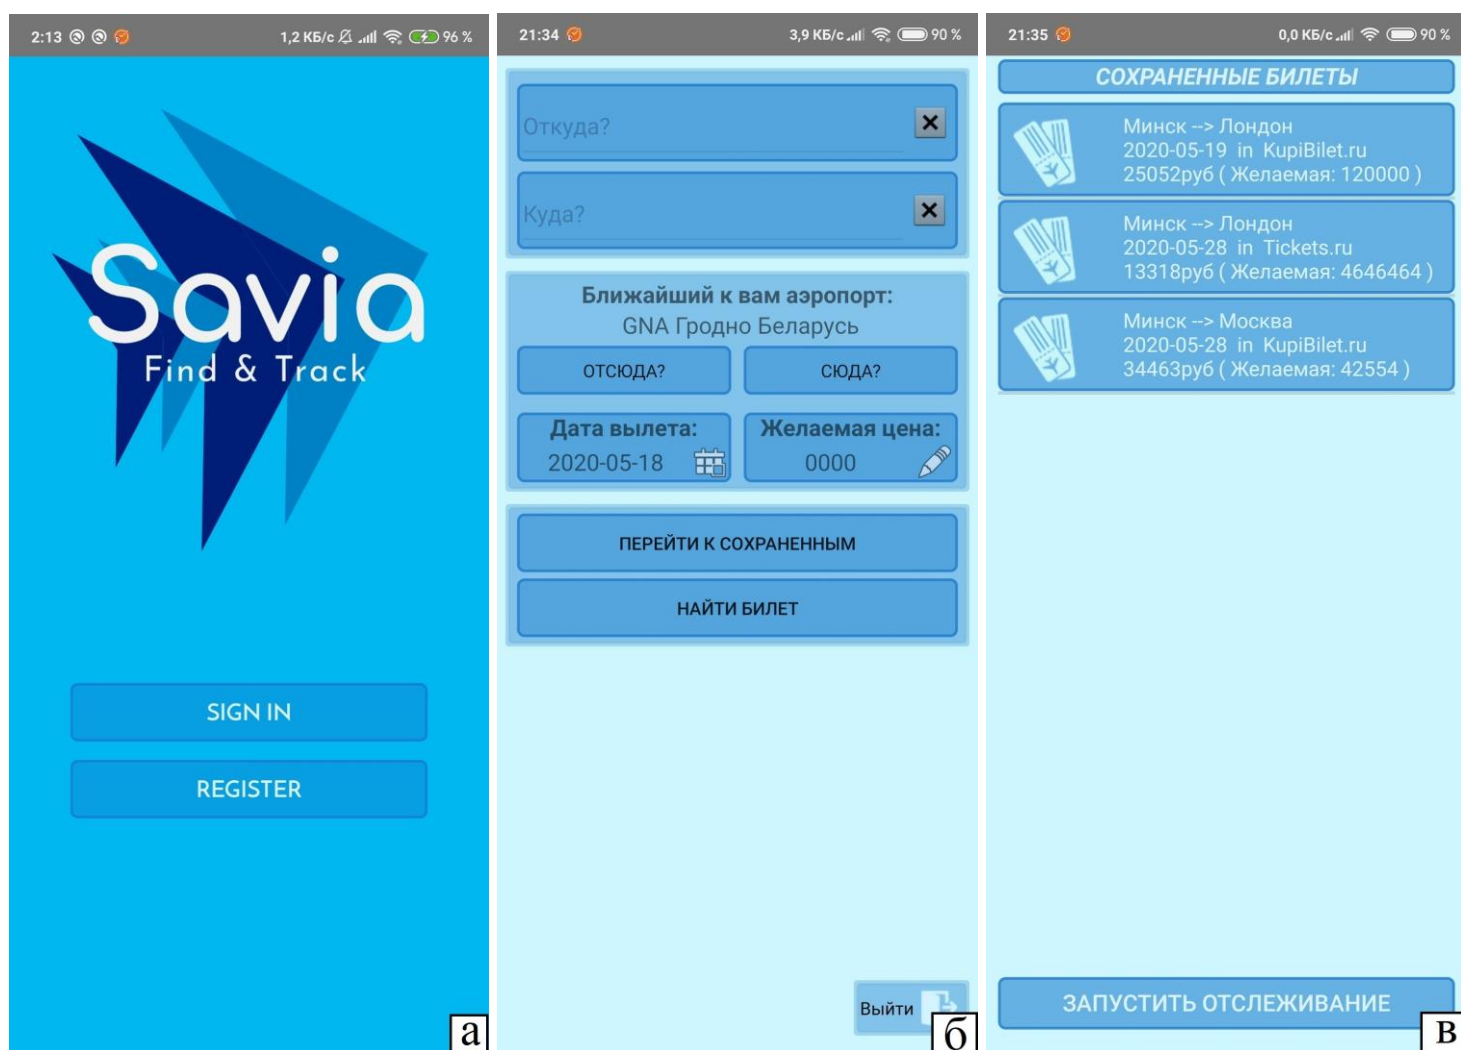 2:13
1,2 КБ/с
96 %
Savia
Find & Track
SIGN IN
REGISTER
а
21:34
3,9 КБ/с
90 %
Откуда?
Куда?
Ближайший к вам аэропорт:
GNA Гродно Беларусь
ОТСЮДА?
СЮДА?
Дата вылета:
2020-05-18
Желаемая цена:
0000
ПЕРЕЙТИ К СОХРАНЕННЫМ
НАЙТИ БИЛЕТ
Выйти
б
21:35
0,0 КБ/с
90 %
СОХРАНЕННЫЕ БИЛЕТЫ
Минск --> Лондон
2020-05-19 in KupiBilet.ru
25052руб ( Желаемая: 120000 )
Минск --> Лондон
2020-05-28 in Tickets.ru
13318руб ( Желаемая: 4646464 )
Минск --> Москва
2020-05-28 in KupiBilet.ru
34463руб ( Желаемая: 42554 )
ЗАПУСТИТЬ ОТСЛЕЖИВАНИЕ
в